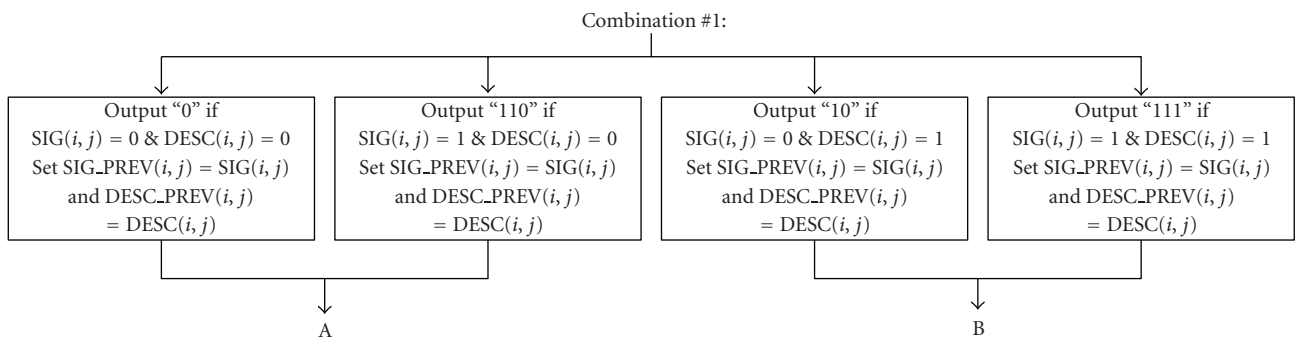 Combination #1:
Output “0” if
SIG(i, j) = 0 & DESC(i, j) = 0
Set SIG_PREV(i, j) = SIG(i, j)
and DESC_PREV(i, j)
= DESC(i, j)
Output “110” if
SIG(i, j) = 1 & DESC(i, j) = 0
Set SIG_PREV(i, j) = SIG(i, j)
and DESC_PREV(i, j)
= DESC(i, j)
Output “10” if
SIG(i, j) = 0 & DESC(i, j) = 1
Set SIG_PREV(i, j) = SIG(i, j)
and DESC_PREV(i, j)
= DESC(i, j)
Output “111” if
SIG(i, j) = 1 & DESC(i, j) = 1
Set SIG_PREV(i, j) = SIG(i, j)
and DESC_PREV(i, j)
= DESC(i, j)
A
B